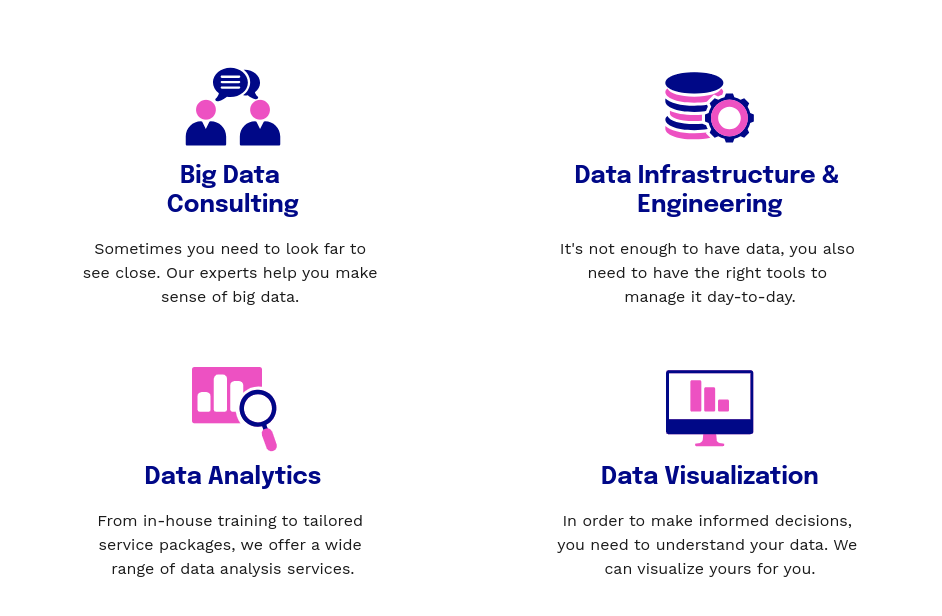 Big Data
Consulting
Sometimes you need to look far to
see close. Our experts help you make
sense of big data.
Data Infrastructure &
Engineering
It's not enough to have data, you also
need to have the right tools to
manage it day-to-day.
Data Analytics
From in-house training to tailored
service packages, we offer a wide
range of data analysis services.
Data Visualization
In order to make informed decisions,
you need to understand your data. We
can visualize yours for you.